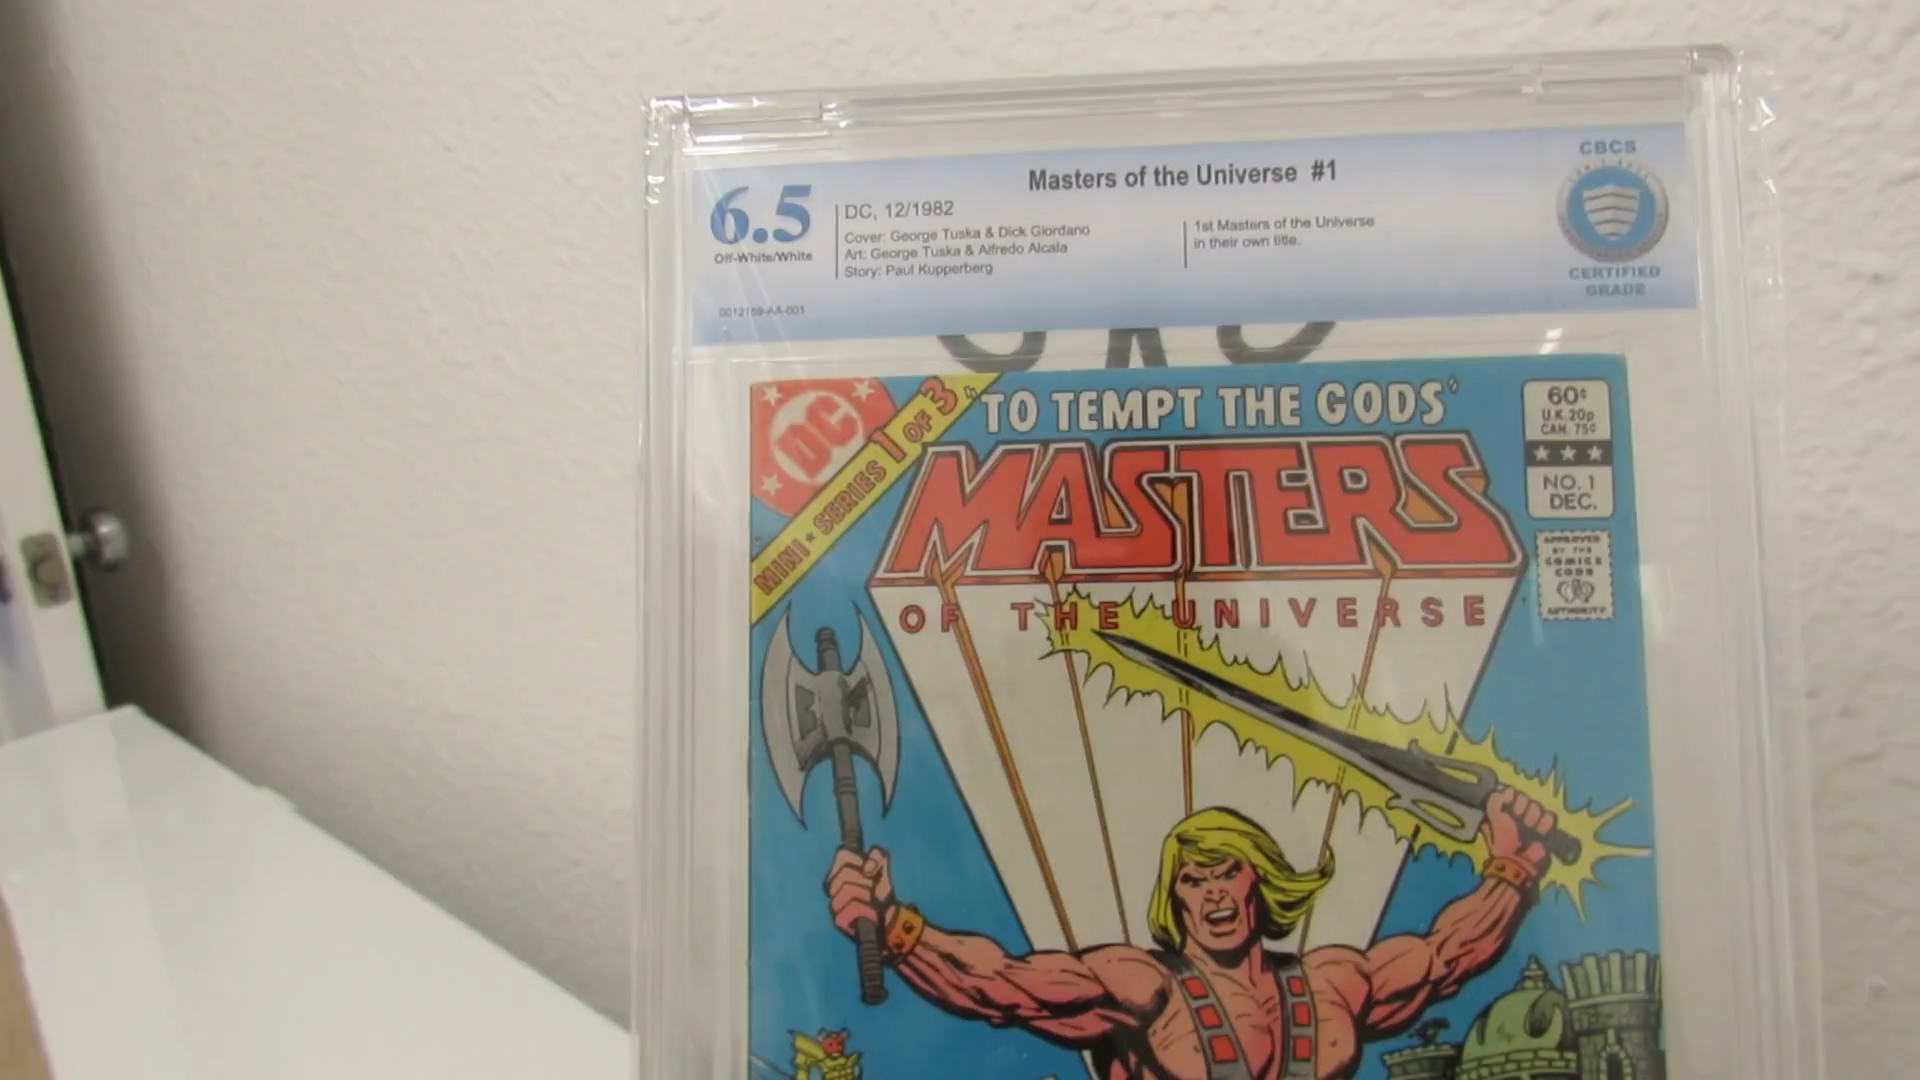 Masters of the Universe #1
6.5
Off-White/White
DC, 12/1982
Cover: George Tuska & Dick Giordano
Art: George Tuska & Alfredo Alcala
Story: Paul Kupperberg
1st Masters of the Universe
in their own title.
0012159-AA-001
CBCS
CERTIFIED
GRADE
DC
MINI★SERIES 1 OF 3
"TO TEMPT THE GODS"
MASTERS
OF THE UNIVERSE
60¢
U.K. 20p
CAN. 75¢
NO. 1
DEC.
APPROVED
BY THE
COMICS
CODE
AUTHORITY